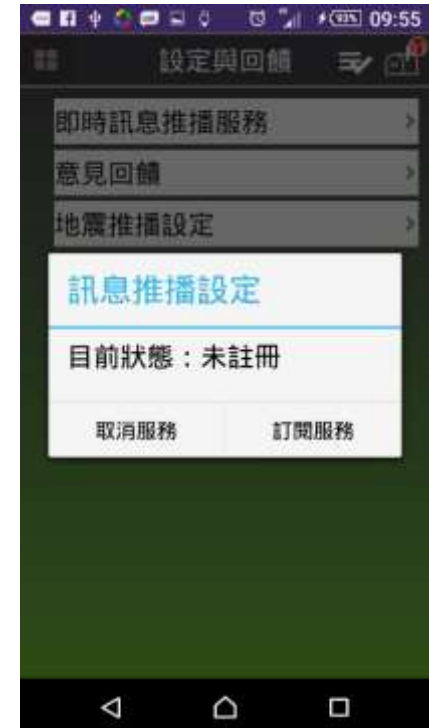 93% 09:55
設定與回饋
即時訊息推播服務
意見回饋
地震推播設定
訊息推播設定
目前狀態：未註冊
取消服務
訂閱服務